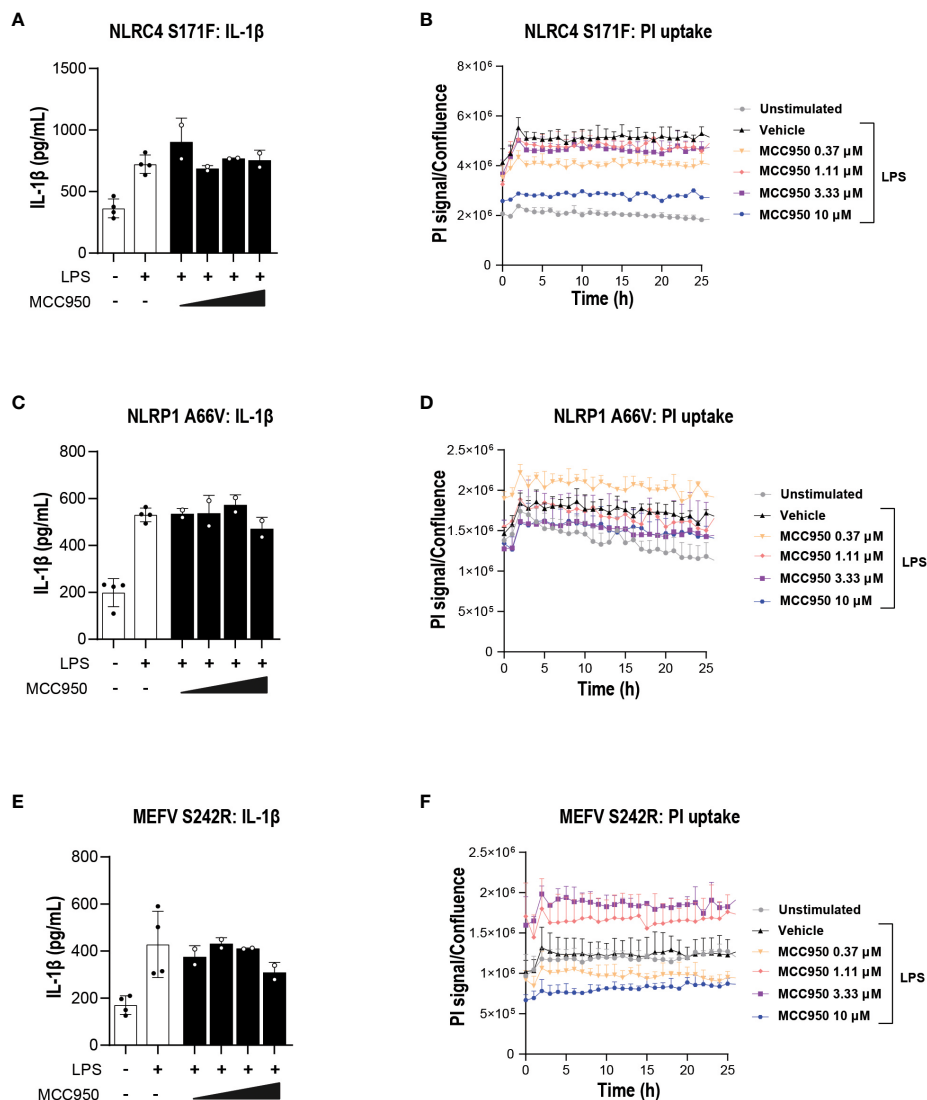 A
NLRC4 S171F: IL-1β
IL-1β (pg/mL)
1500
1000
500
0
LPS - + + + + +
MCC950 - -
B
NLRC4 S171F: PI uptake
PI signal/Confluence
8×10⁶
6×10⁶
4×10⁶
2×10⁶
0
0 5 10 15 20 25
Time (h)
Unstimulated
Vehicle
MCC950 0.37 µM
MCC950 1.11 µM
MCC950 3.33 µM
MCC950 10 µM
LPS
C
NLRP1 A66V: IL-1β
IL-1β (pg/mL)
800
600
400
200
0
LPS - + + + + +
MCC950 - -
D
NLRP1 A66V: PI uptake
PI signal/Confluence
2.5×10⁶
2×10⁶
1.5×10⁶
1×10⁶
5×10⁵
0
0 5 10 15 20 25
Time (h)
Unstimulated
Vehicle
MCC950 0.37 µM
MCC950 1.11 µM
MCC950 3.33 µM
MCC950 10 µM
LPS
E
MEFV S242R: IL-1β
IL-1β (pg/mL)
800
600
400
200
0
LPS - + + + + +
MCC950 - -
F
MEFV S242R: PI uptake
PI signal/Confluence
2.5×10⁶
2×10⁶
1.5×10⁶
1×10⁶
5×10⁵
0
0 5 10 15 20 25
Time (h)
Unstimulated
Vehicle
MCC950 0.37 µM
MCC950 1.11 µM
MCC950 3.33 µM
MCC950 10 µM
LPS